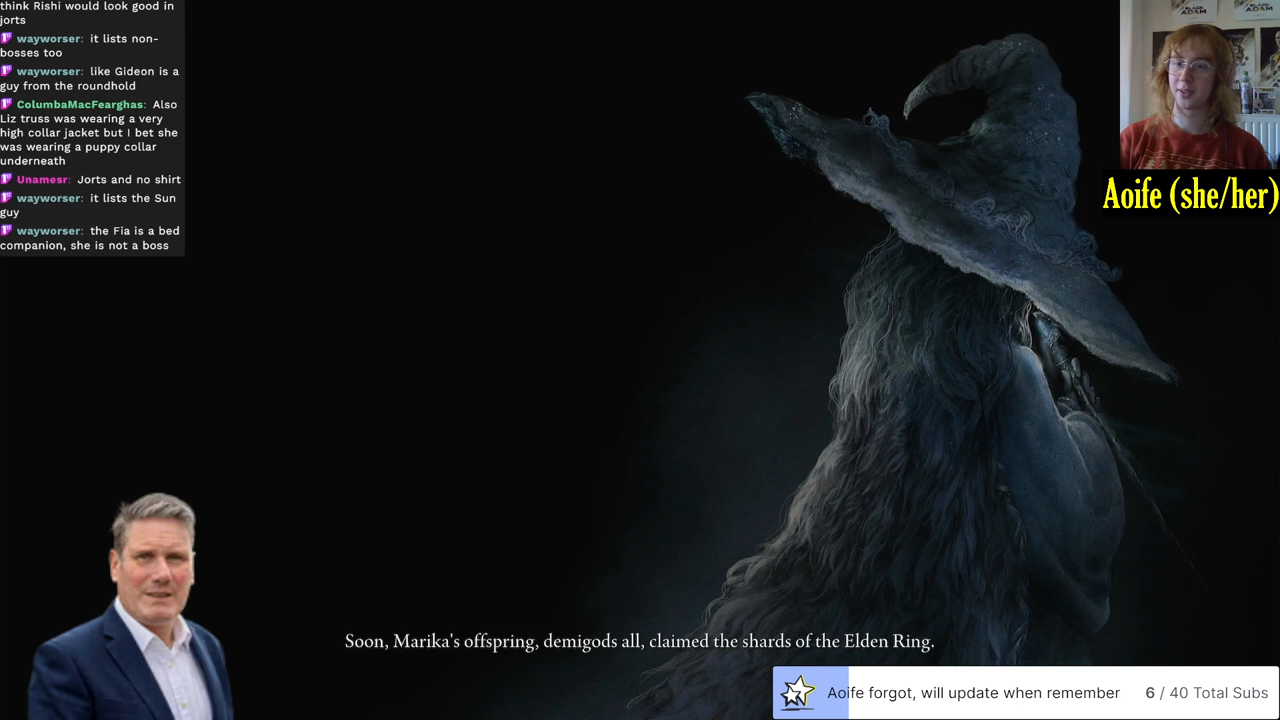 think Rishi would look good in
jorts
wayworser: it lists non-
bosses too
wayworser: like Gideon is a
guy from the roundhold
ColumbaMacFearghas: Also
Liz truss was wearing a very
high collar jacket but I bet she
was wearing a puppy collar
underneath
Unamesr: Jorts and no shirt
wayworser: it lists the Sun
guy
wayworser: the Fia is a bed
companion, she is not a boss
BLACK
ADAM
BLACK
ADAM
Aoife (she/her)
Soon, Marika's offspring, demigods all, claimed the shards of the Elden Ring.
Aoife forgot, will update when remember 6 / 40 Total Subs